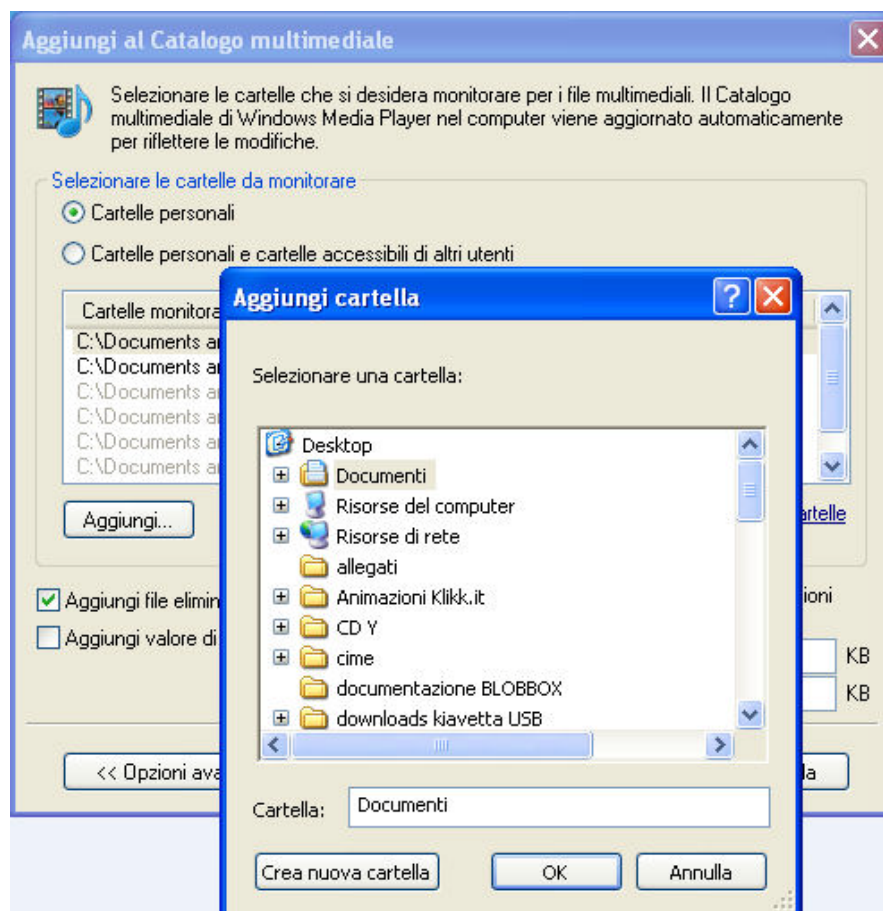 Aggiungi al Catalogo multimediale
Selezionare le cartelle che si desidera monitorare per i file multimediali. Il Catalogo
multimediale di Windows Media Player nel computer viene aggiornato automaticamente
per riflettere le modifiche.
Selezionare le cartelle da monitorare
Cartelle personali
Cartelle personali e cartelle accessibili di altri utenti
Cartelle monitora
C:\Documents a
C:\Documents a
C:\Documents a
C:\Documents a
C:\Documents a
C:\Documents a
Aggiungi...
artelle
Aggiungi file elimin
ioni
Aggiungi valore di
KB
KB
<< Opzioni ava
la
Aggiungi cartella
Selezionare una cartella:
Desktop
Documenti
Risorse del computer
Risorse di rete
allegati
Animazioni Klikk.it
CD Y
cime
documentazione BLOBBOX
downloads kiavetta USB
Cartella:
Documenti
Crea nuova cartella
OK
Annulla